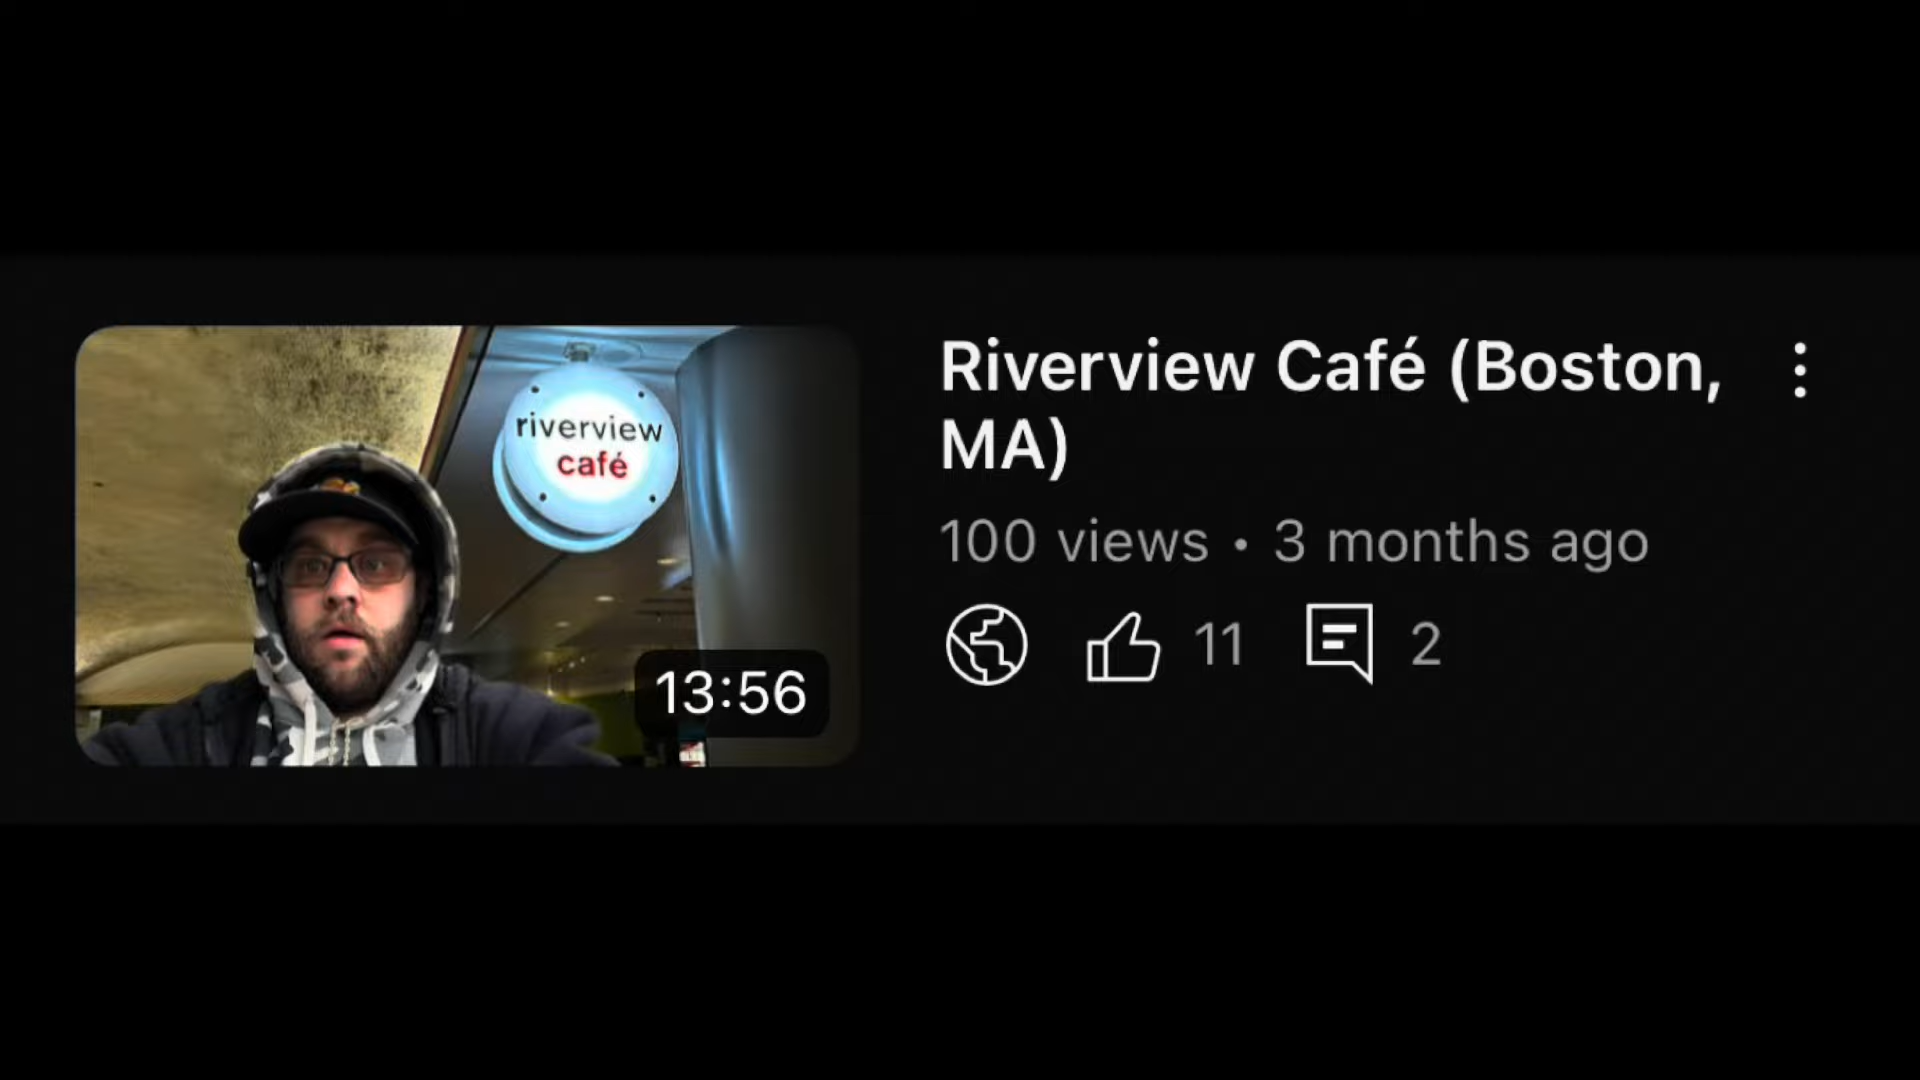 riverview
café
13:56
Riverview Café (Boston,
MA)
100 views • 3 months ago
11 2